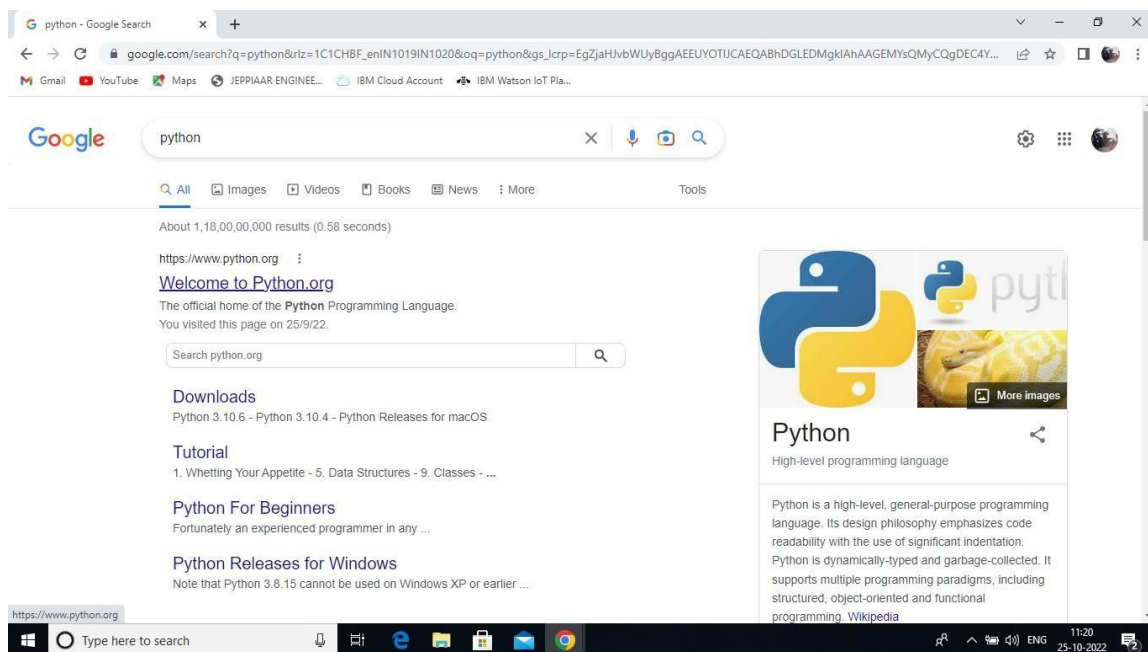 python - Google Search
google.com/search?q=python&rlz=1C1CHBF_enIN1019IN1020&oq=python&gs_lcrp=EgZjaHJvbWUyBggAEEUYOTIJCAEQABhDGLEDMgkIAhAAGEMYsQMyCQgDEC4Y...
Gmail YouTube Maps JEPPIAAR ENGINEE... IBM Cloud Account IBM Watson IoT Pla...
Google
python
All Images Videos Books News More Tools
About 1,18,00,00,000 results (0.58 seconds)
https://www.python.org
Welcome to Python.org
The official home of the Python Programming Language.
You visited this page on 25/9/22.
Search python.org
Downloads
Python 3.10.6 - Python 3.10.4 - Python Releases for macOS
Tutorial
1. Whetting Your Appetite - 5. Data Structures - 9. Classes - ...
Python For Beginners
Fortunately an experienced programmer in any ...
Python Releases for Windows
Note that Python 3.8.15 cannot be used on Windows XP or earlier ...
pytl
More images
Python
High-level programming language
Python is a high-level, general-purpose programming
language. Its design philosophy emphasizes code
readability with the use of significant indentation.
Python is dynamically-typed and garbage-collected. It
supports multiple programming paradigms, including
structured, object-oriented and functional
programming. Wikipedia
https://www.python.org
Type here to search
ENG
11:20
25-10-2022
2